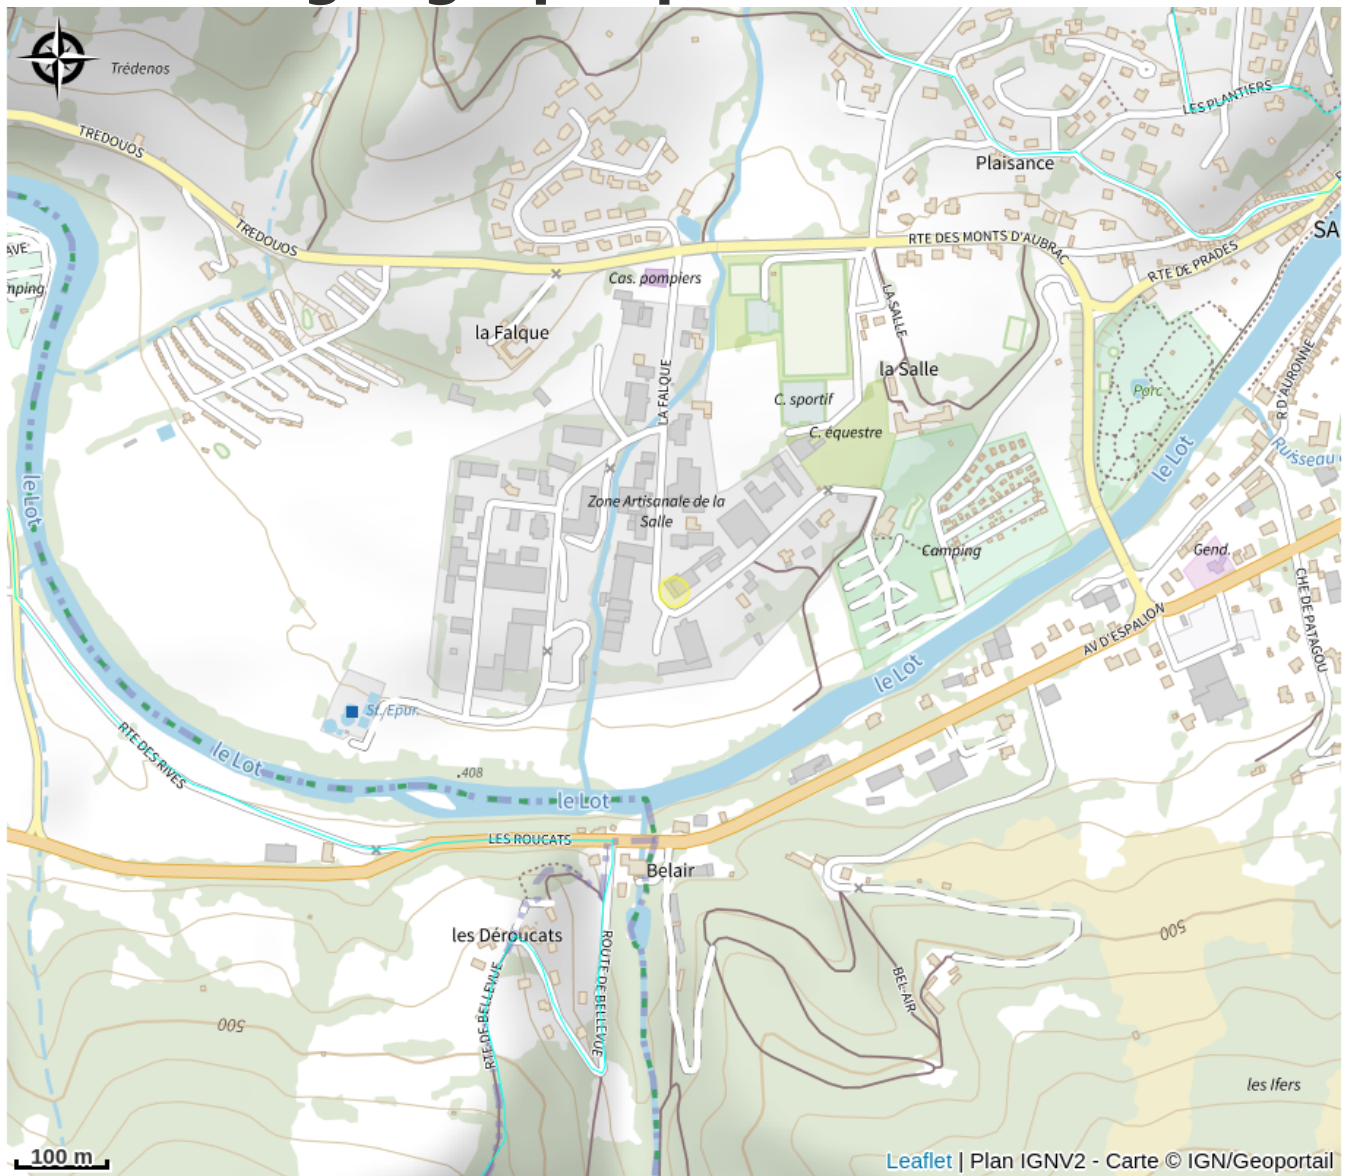 Trédenos
TREDOUOS
TREDOUOS
LES PLANTIERS
Plaisance
RTE DES MONTS D'AUBRAC
RTE DE PRADES
SA
AVE.
mping
Cas. pompiers
la Falque
LA SALLE
la Salle
LA FALQUE
C. sportif
C. équestre
Parc
R D'AURONNE
le Lot
Ruisseau
le Lot
Zone Artisanale de la
Salle
Camping
Gend.
CHE DE PATAGOU
AV D'ESPALION
le Lot
St. Epur.
RTE DES RIVES
le Lot
408
le Lot
LES ROUCATS
Belair
les Déroucats
ROUTE DE BELLEVUE
RTE DE BELLEVUE
BEL-AIR
500
500
les Ifers
100 m
Leaflet | Plan IGNV2 - Carte © IGN/Geoportail